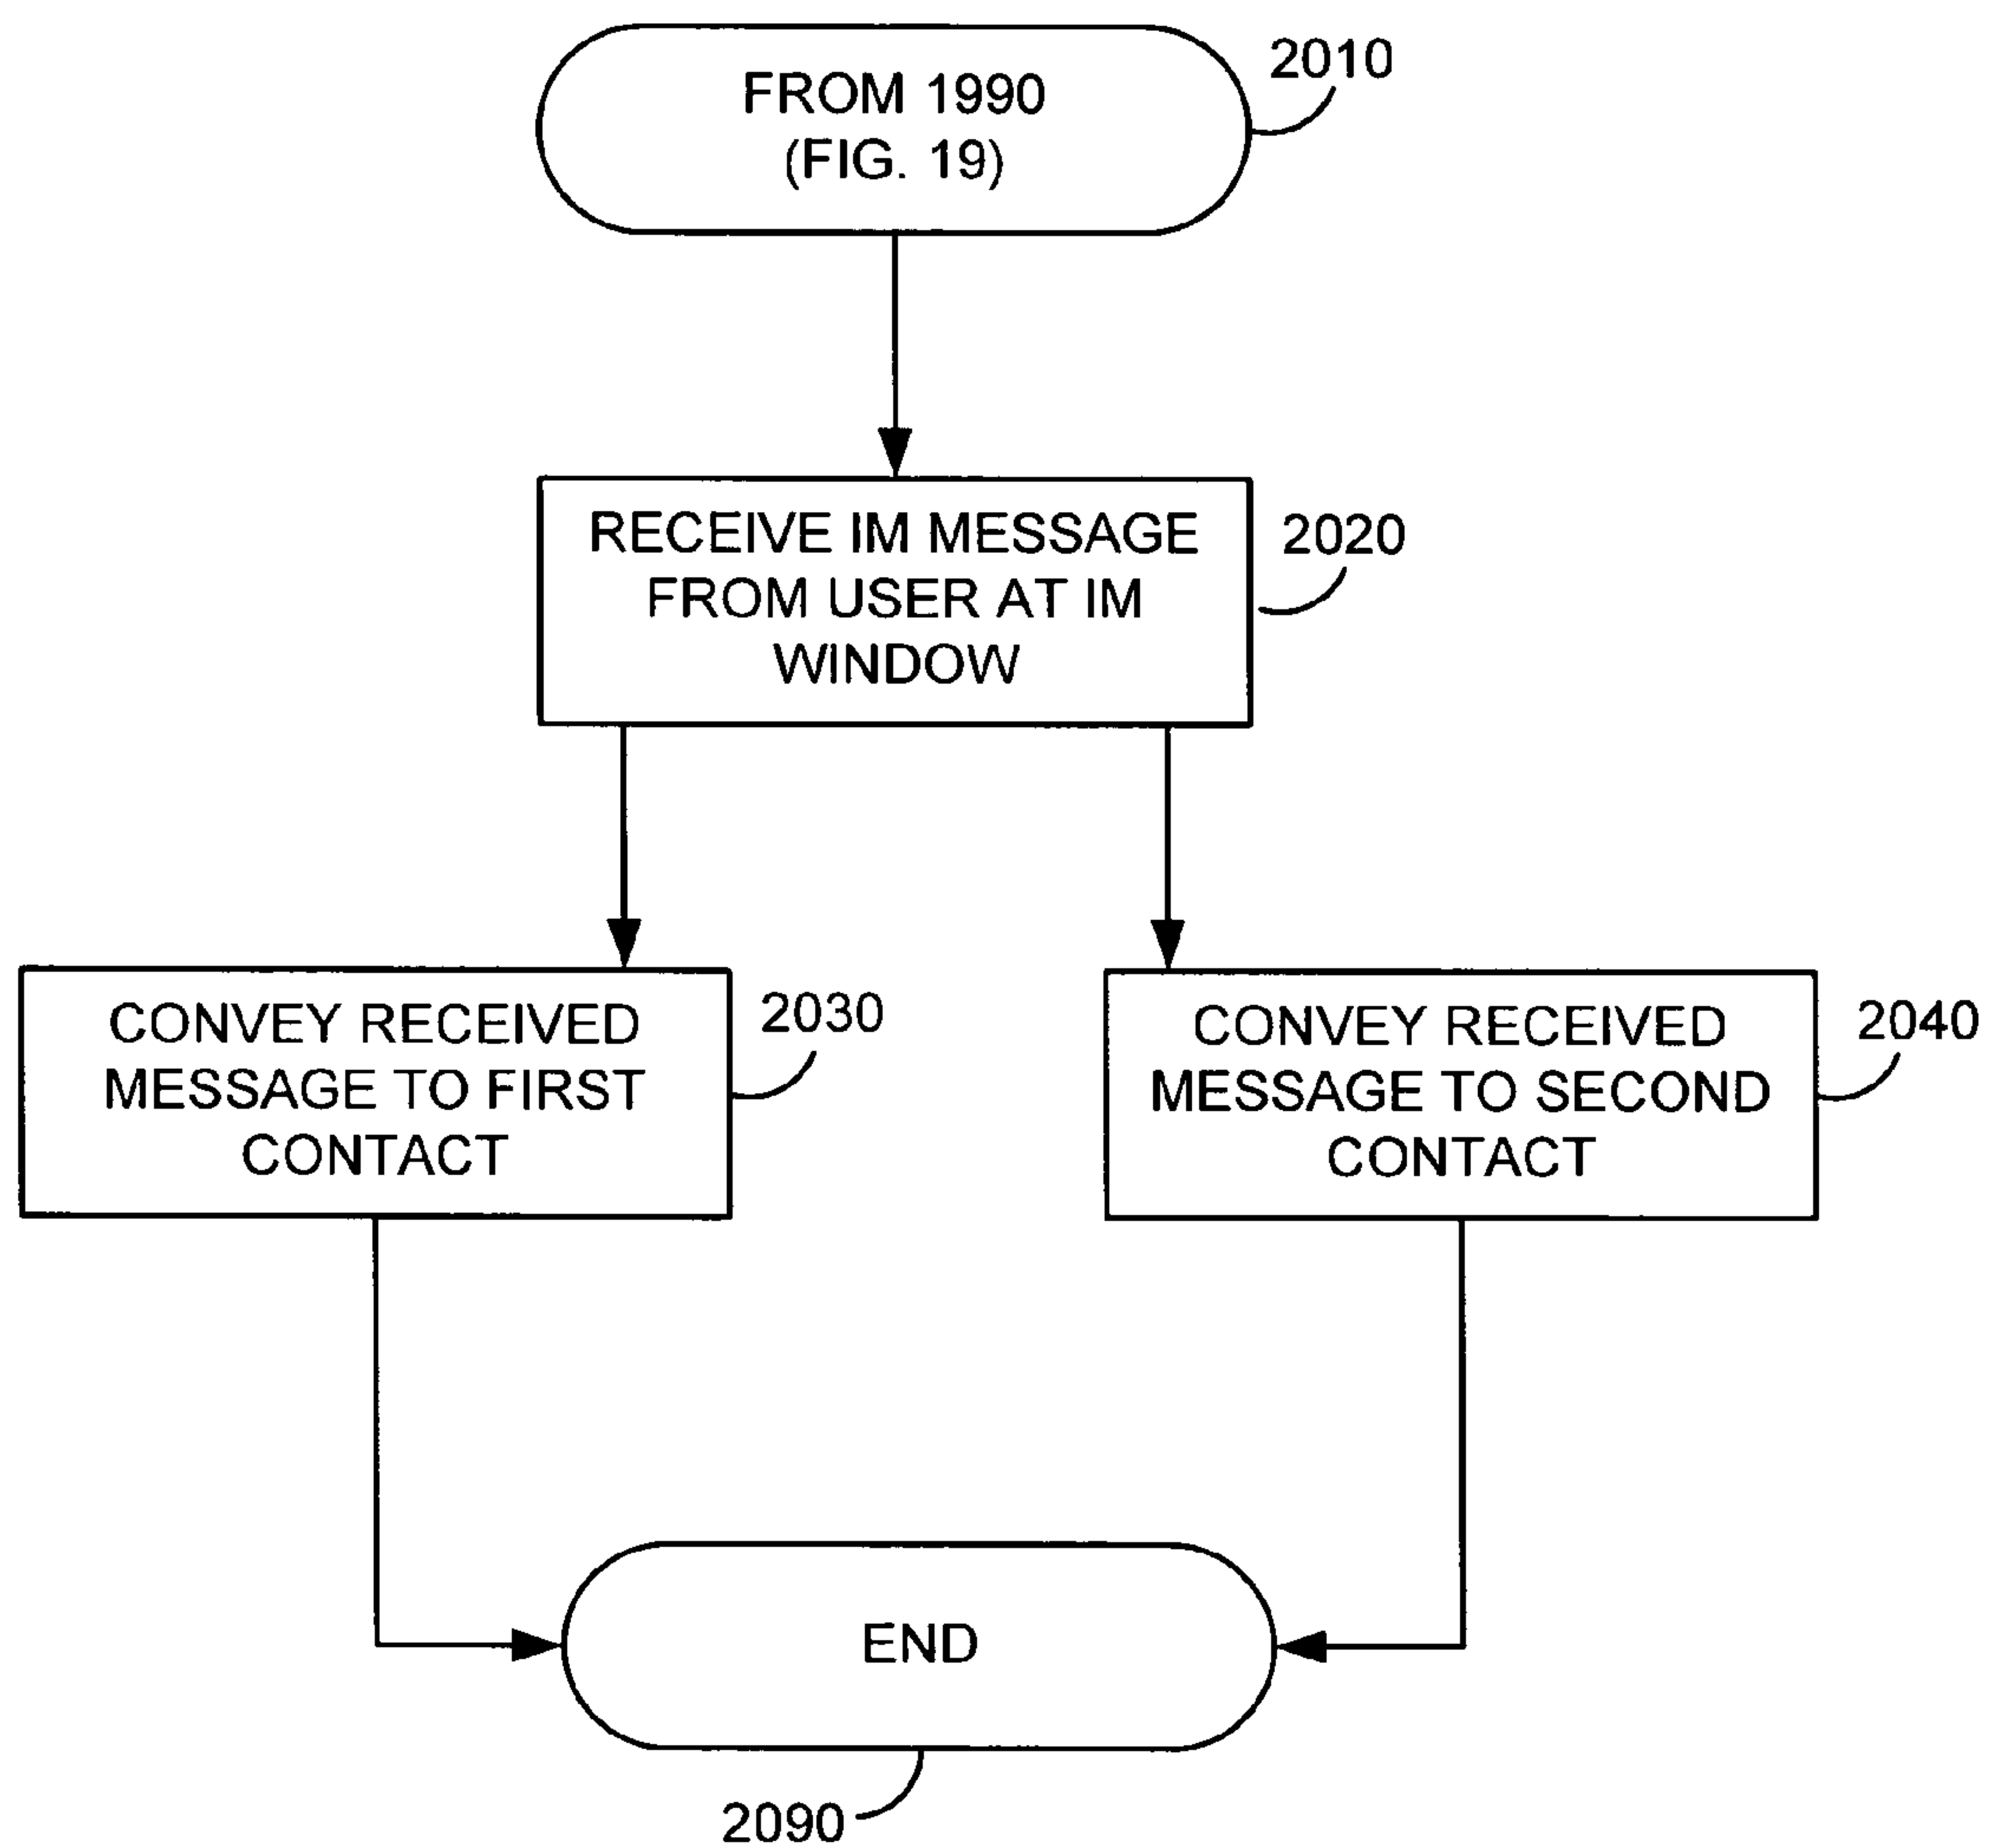 FROM 1990
(FIG. 19)
2010
RECEIVE IM MESSAGE
FROM USER AT IM
WINDOW
2020
CONVEY RECEIVED
MESSAGE TO FIRST
CONTACT
2030
CONVEY RECEIVED
MESSAGE TO SECOND
CONTACT
2040
END
2090